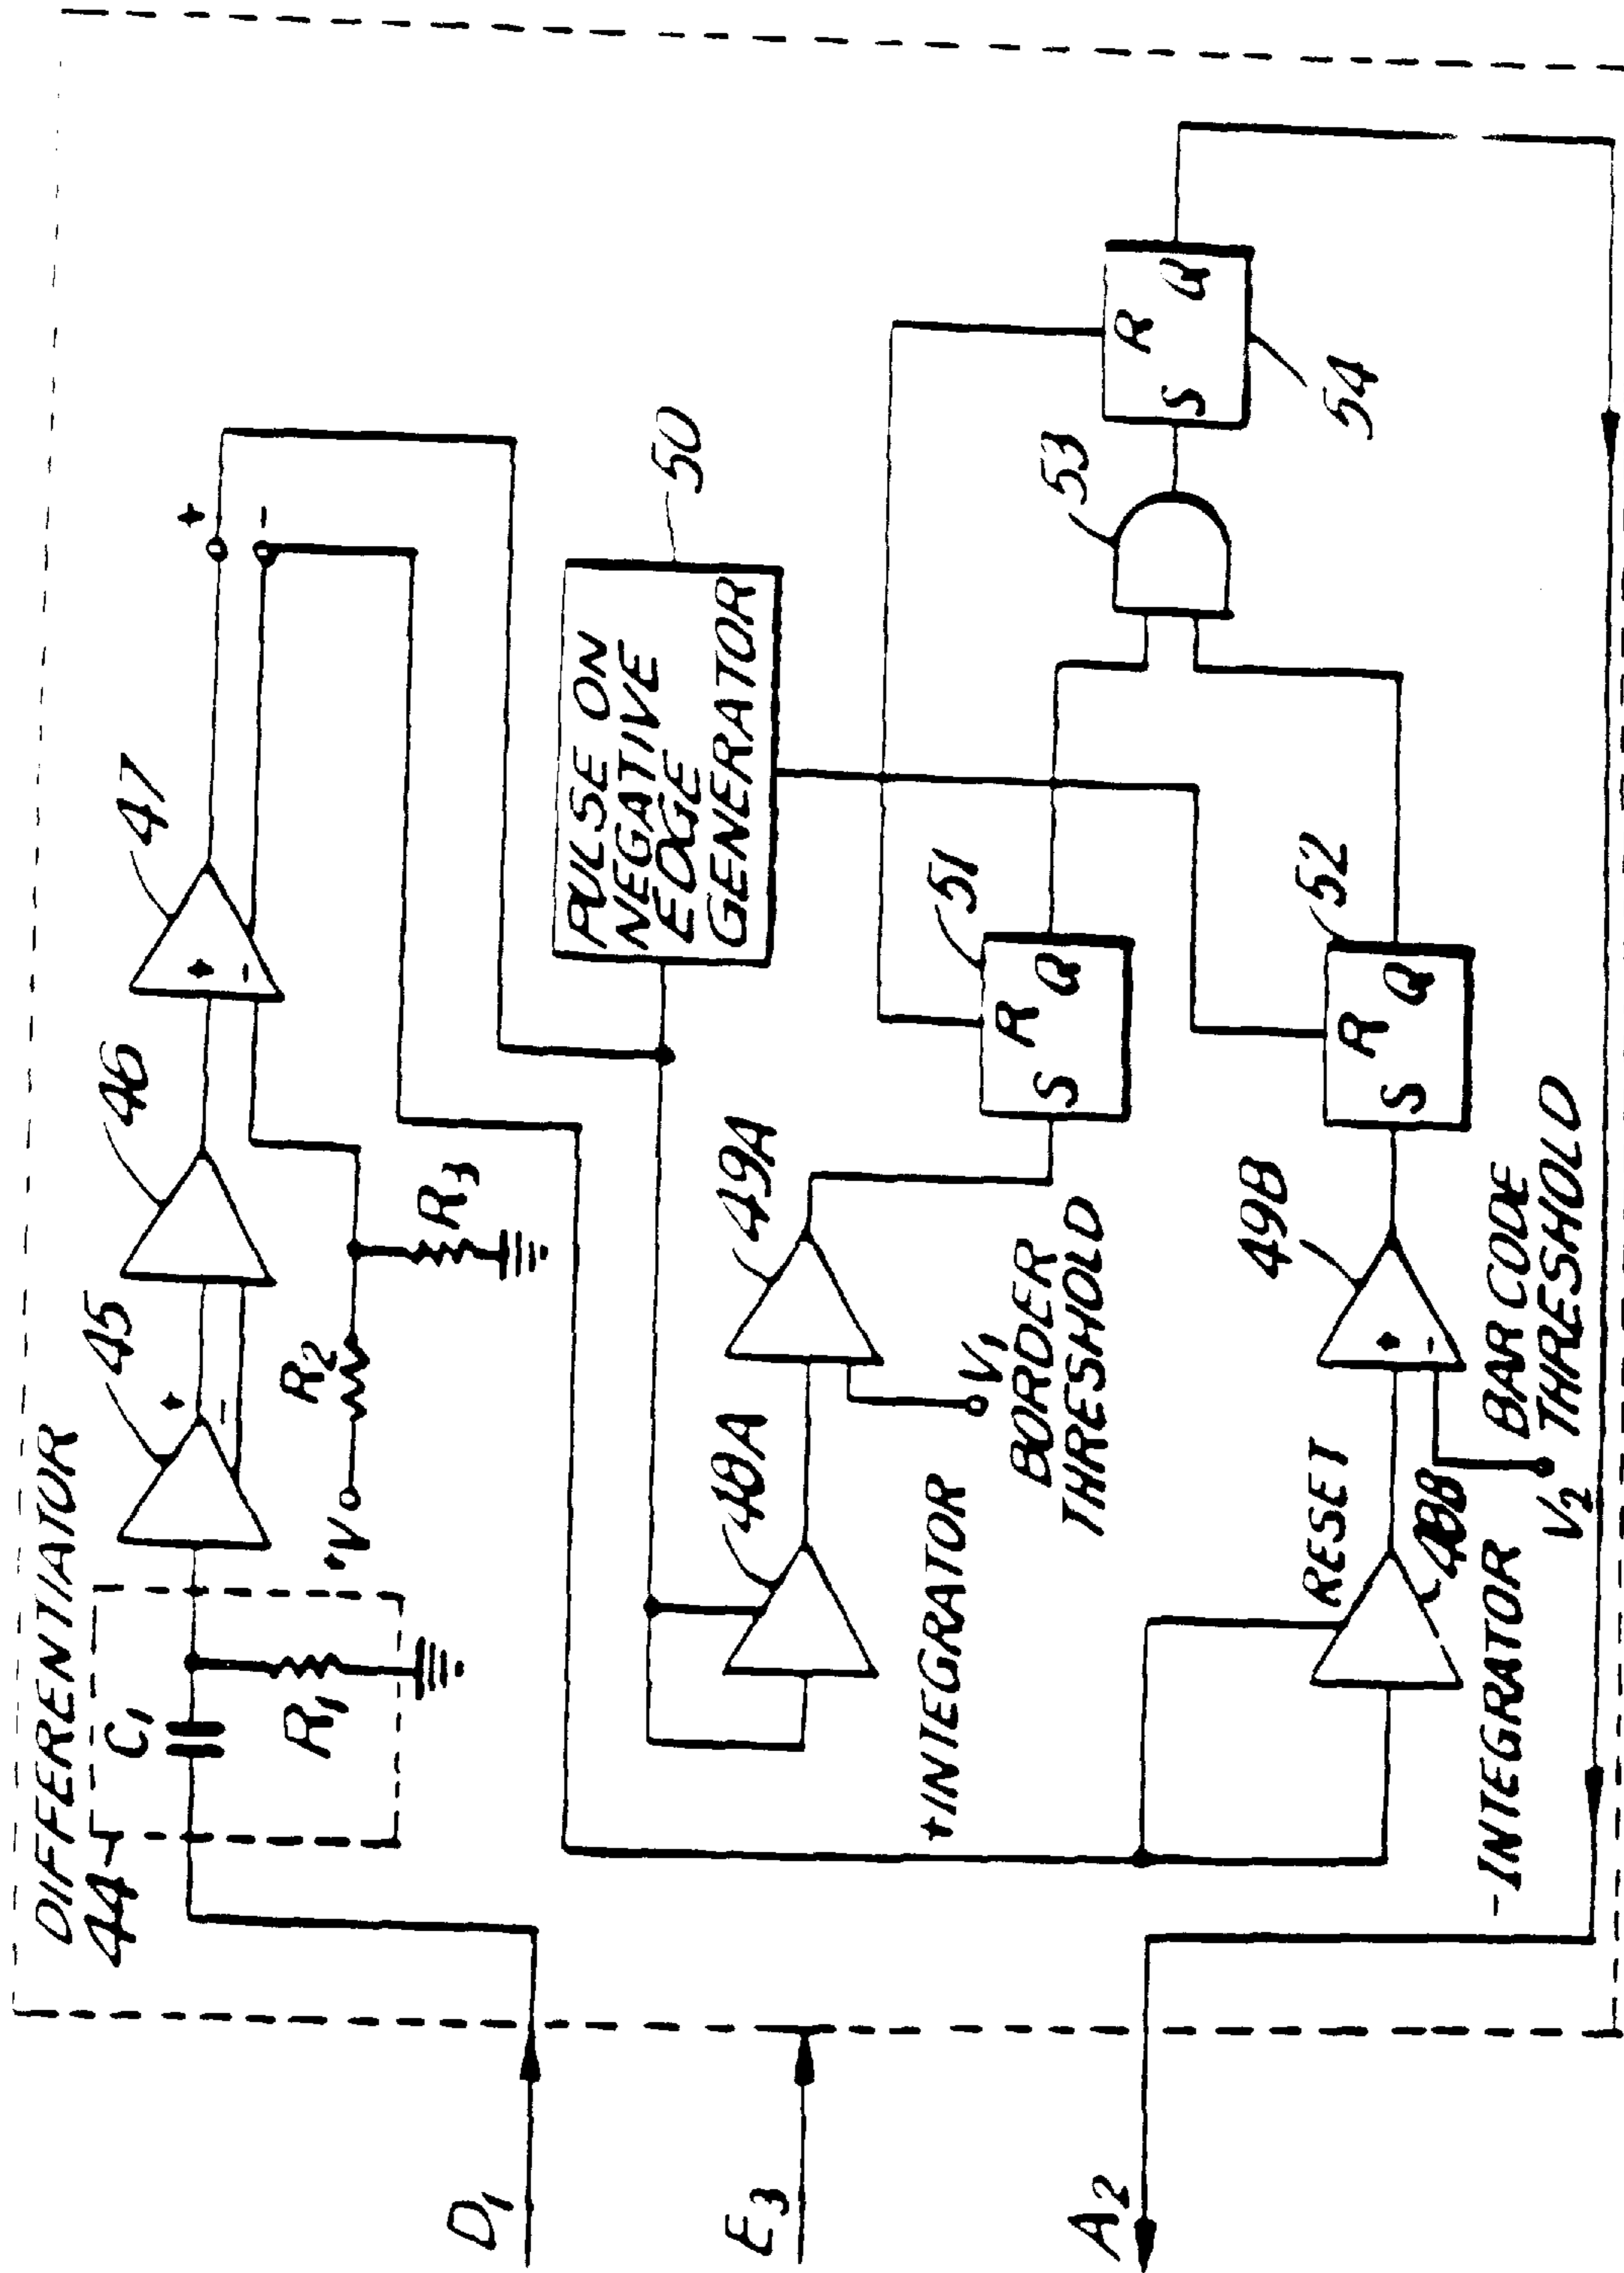 DIFFERENTIATOR
44
C1
R1
45
+
-
46
47
+
-
+
-
+V
R2
R3
50
PULSE ON
NEGATIVE
EDGE
GENERATOR
D1
E3
A2
48A
+INTEGRATOR
49A
V1
BORDER
THRESHOLD
51
S R Q
53
54
S R Q
RESET
48B
-INTEGRATOR
49B
+
-
V2
BAR CODE
THRESHOLD
52
S R Q